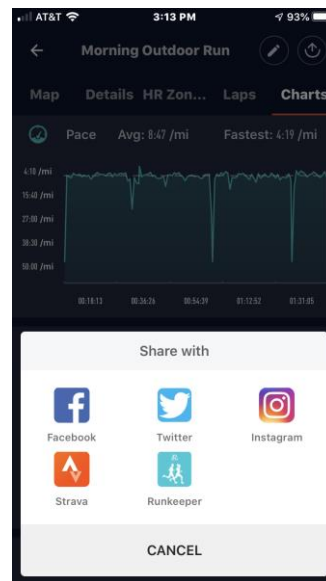 AT&T 3:13 PM 93%
Morning Outdoor Run
Map Details HR Zon... Laps Charts
Pace Avg: 8:47 /mi Fastest: 4:19 /mi
4:10 /mi
15:40 /mi
27:00 /mi
38:30 /mi
50:00 /mi
00:18:13 00:36:26 00:54:39 01:12:52 01:31:05
Share with
Facebook Twitter Instagram
Strava Runkeeper
CANCEL